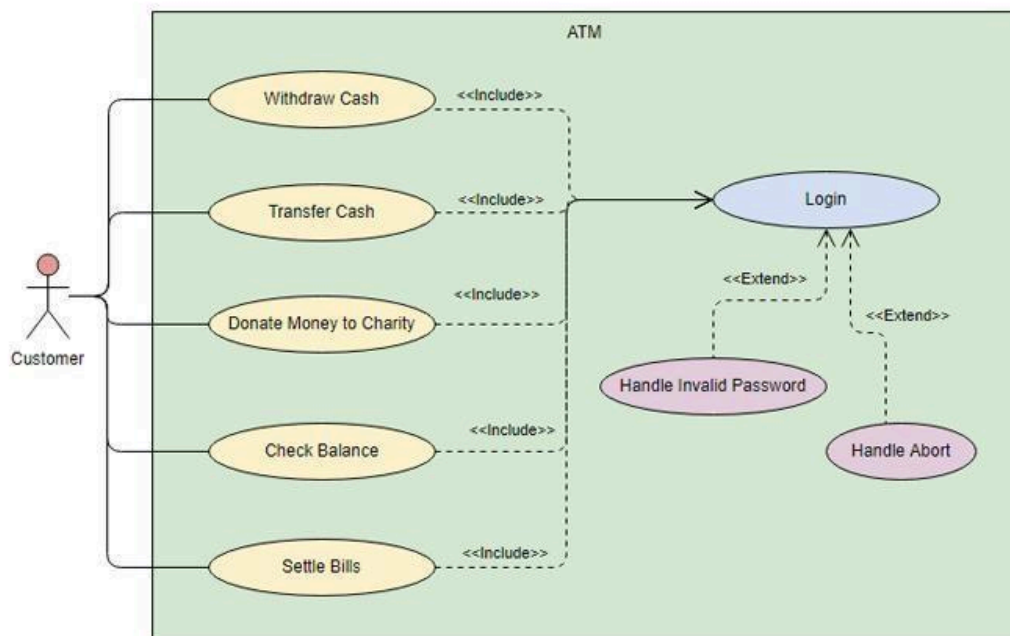 ATM
Withdraw Cash
<<Include>>
Transfer Cash
<<Include>>
Login
<<Extend>>
Donate Money to Charity
<<Include>>
<<Extend>>
Customer
Handle Invalid Password
Check Balance
<<Include>>
Handle Abort
Settle Bills
<<Include>>